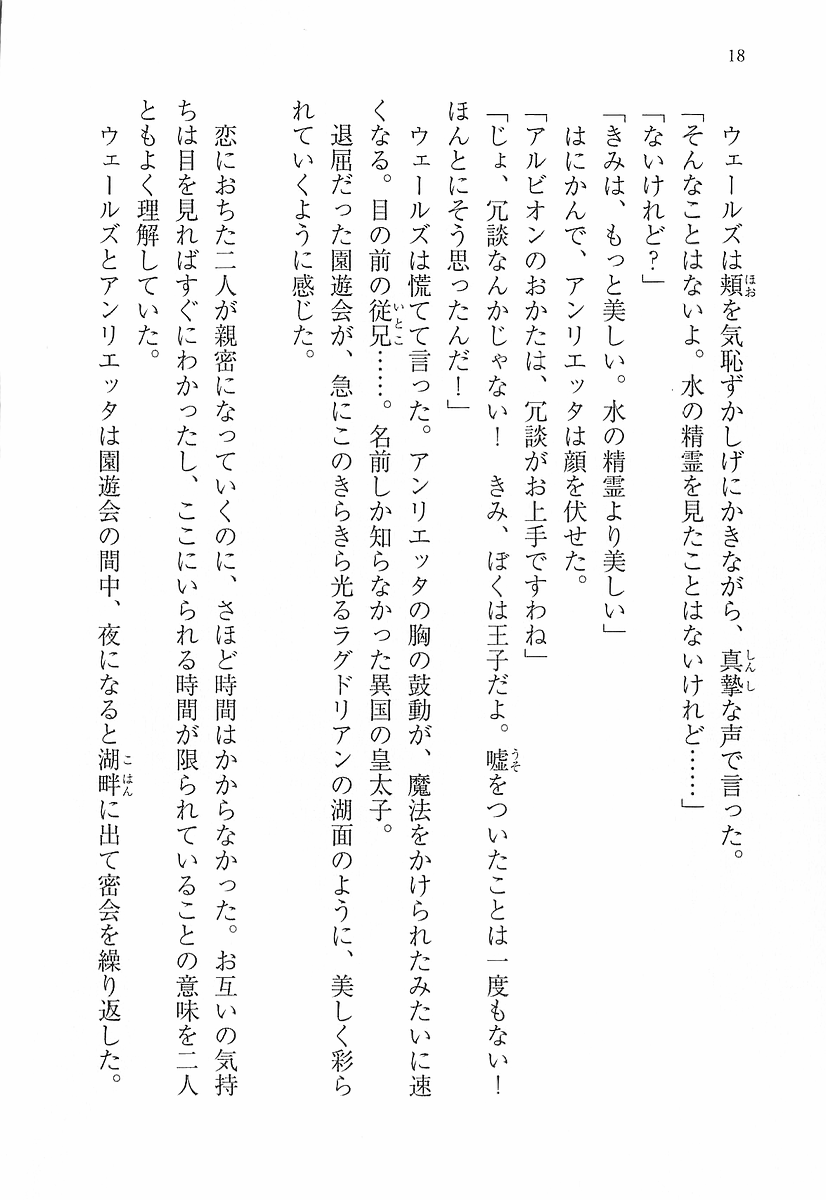 18
ウェールズは頬を気恥ずかしげにかきながら、真摯な声で言った。
「そんなことはないよ。水の精霊を見たことはないけれど……」
「ないけれど？」
「きみは、もっと美しい。水の精霊より美しい」
はにかんで、アンリエッタは顔を伏せた。
「アルビオンのおかたは、冗談がお上手ですわね」
「じょ、冗談なんかじゃない！　きみ、ぼくは王子だよ。嘘をついたことは一度もない！
ほんとにそう思ったんだ！」
ウェールズは慌てて言った。アンリエッタの胸の鼓動が、魔法をかけられたみたいに速
くなる。目の前の従兄……。名前しか知らなかった異国の皇太子。
退屈だった園遊会が、急にこのきらきら光るラグドリアンの湖面のように、美しく彩ら
れていくように感じた。
恋におちた二人が親密になっていくのに、さほど時間はかからなかった。お互いの気持
ちは目を見ればすぐにわかったし、ここにいられる時間が限られていることの意味を二人
ともよく理解していた。
ウェールズとアンリエッタは園遊会の間中、夜になると湖畔に出て密会を繰り返した。